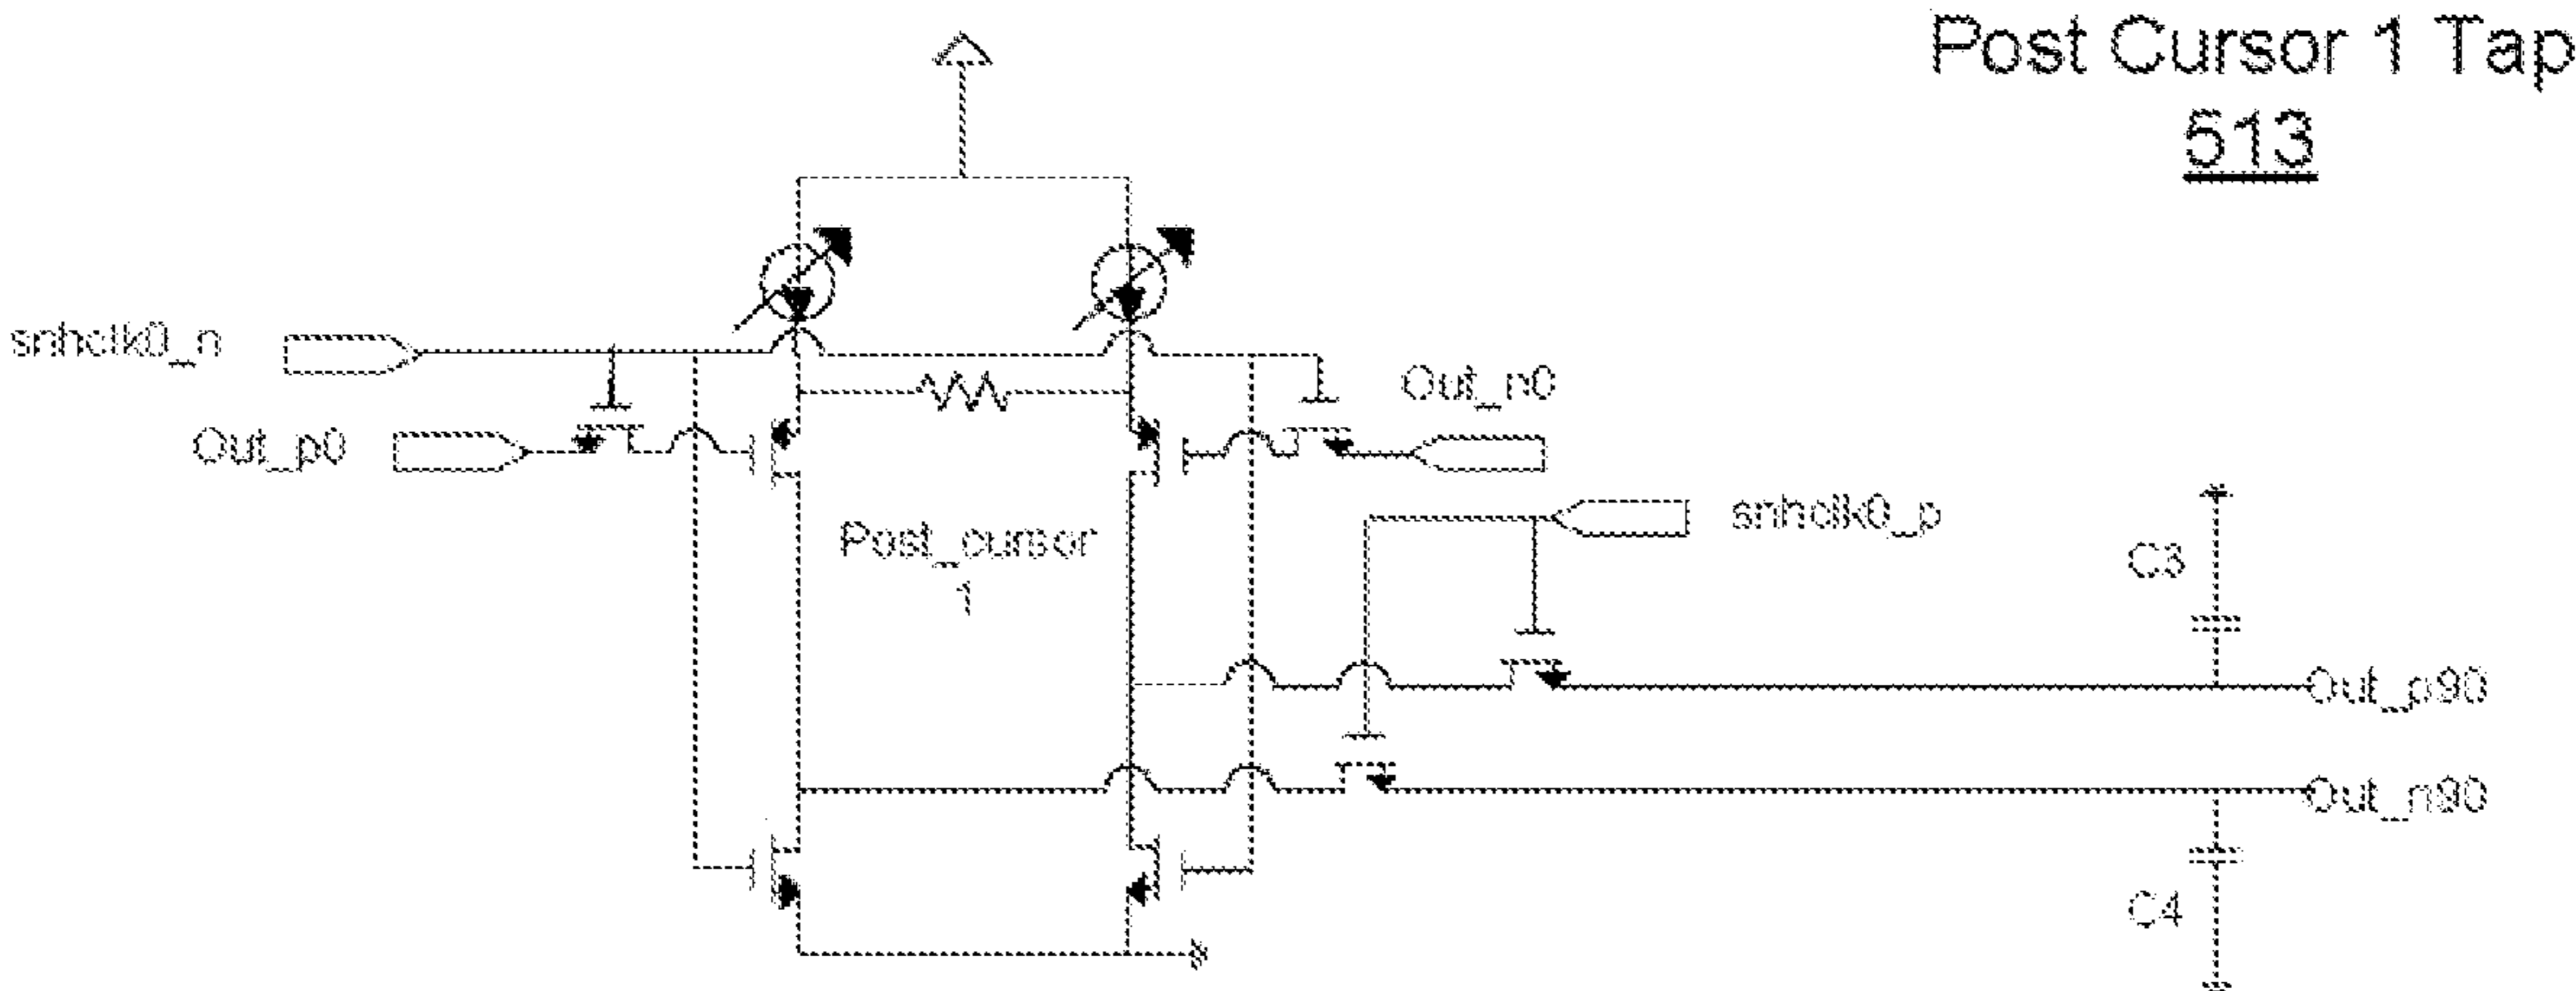 Post Cursor 1 Tap
513
snhclk0_n
Out_n0
Out_p0
snhclk0_p
Post_cursor
1
C3
Out_p90
Out_n90
C4